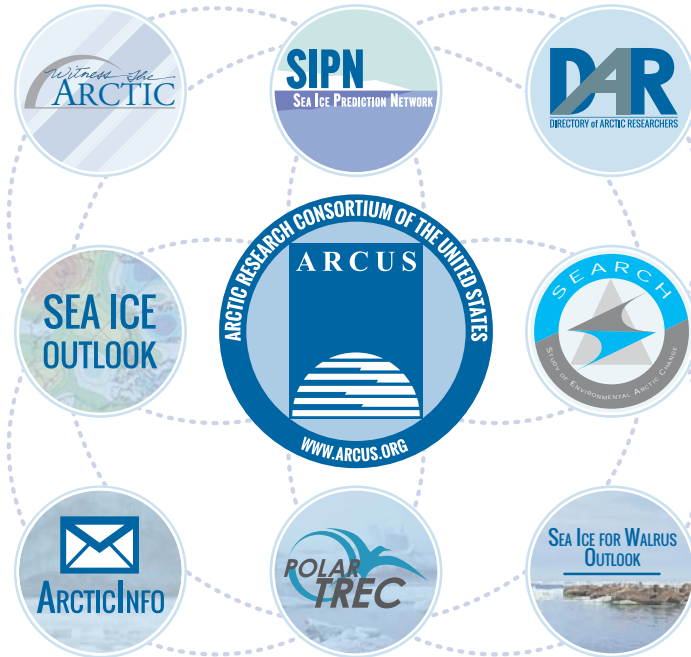 Witness the
ARCTIC
SIPN
SEA ICE PREDICTION NETWORK
DAR
DIRECTORY of ARCTIC RESEARCHERS
SEA ICE
OUTLOOK
ARCTIC RESEARCH CONSORTIUM OF THE UNITED STATES
ARCUS
WWW.ARCUS.ORG
SEARCH
STUDY OF ENVIRONMENTAL ARCTIC CHANGE
ARCTICINFO
POLAR
TREC
SEA ICE FOR WALRUS
OUTLOOK